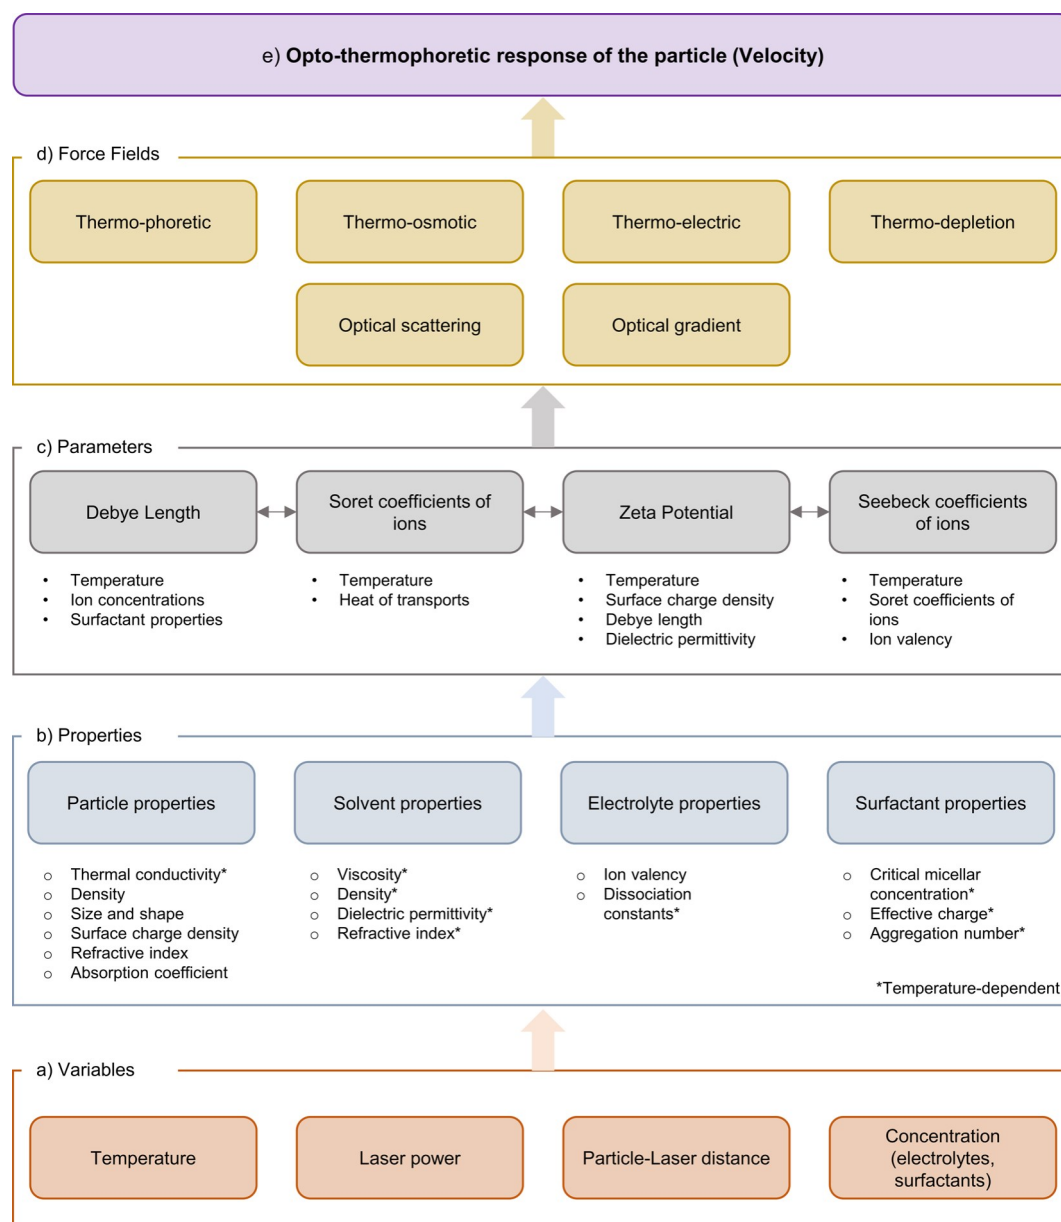 e) Opto-thermophoretic response of the particle (Velocity)
d) Force Fields
Thermo-phoretic
Thermo-osmotic
Thermo-electric
Thermo-depletion
Optical scattering
Optical gradient
c) Parameters
Debye Length
Soret coefficients of
ions
Zeta Potential
Seebeck coefficients
of ions
• Temperature
• Ion concentrations
• Surfactant properties
• Temperature
• Heat of transports
• Temperature
• Surface charge density
• Debye length
• Dielectric permittivity
• Temperature
• Soret coefficients of
ions
• Ion valency
b) Properties
Particle properties
Solvent properties
Electrolyte properties
Surfactant properties
o Thermal conductivity*
o Density
o Size and shape
o Surface charge density
o Refractive index
o Absorption coefficient
o Viscosity*
o Density*
o Dielectric permittivity*
o Refractive index*
o Ion valency
o Dissociation
constants*
o Critical micellar
concentration*
o Effective charge*
o Aggregation number*
*Temperature-dependent
a) Variables
Temperature
Laser power
Particle-Laser distance
Concentration
(electrolytes,
surfactants)